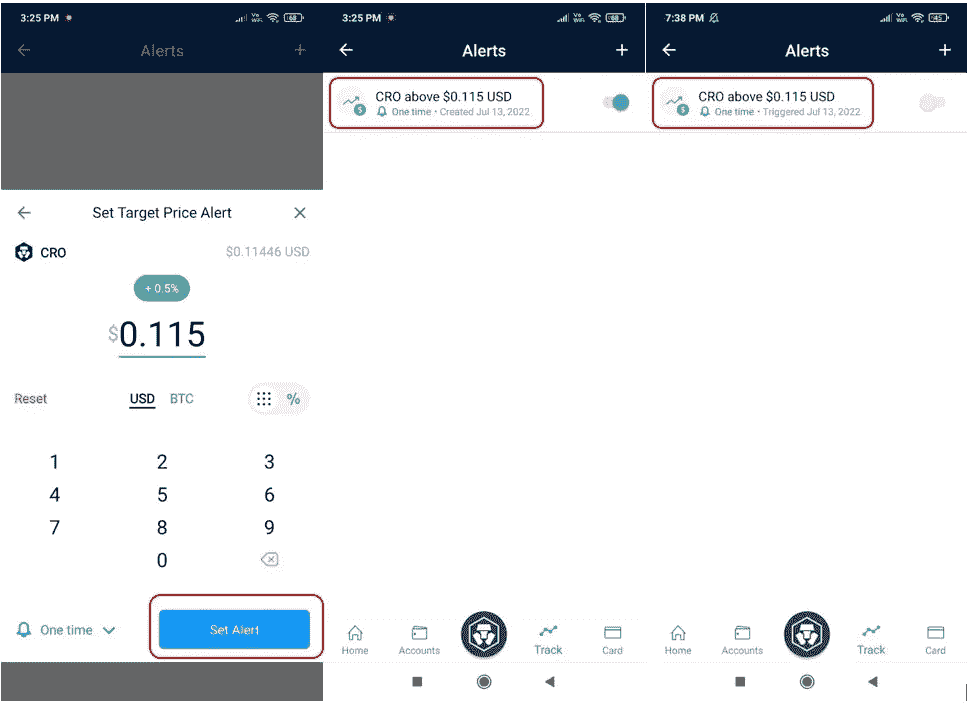 3:25 PM
68
Alerts
Set Target Price Alert
CRO
$0.11446 USD
+ 0.5%
$0.115
Reset
USD
BTC
%
1
2
3
4
5
6
7
8
9
0
One time
Set Alert
3:25 PM
68
Alerts
CRO above $0.115 USD
One time • Created Jul 13, 2022
Home
Accounts
Track
Card
7:38 PM
45
Alerts
CRO above $0.115 USD
One time • Triggered Jul 13, 2022
Home
Accounts
Track
Card